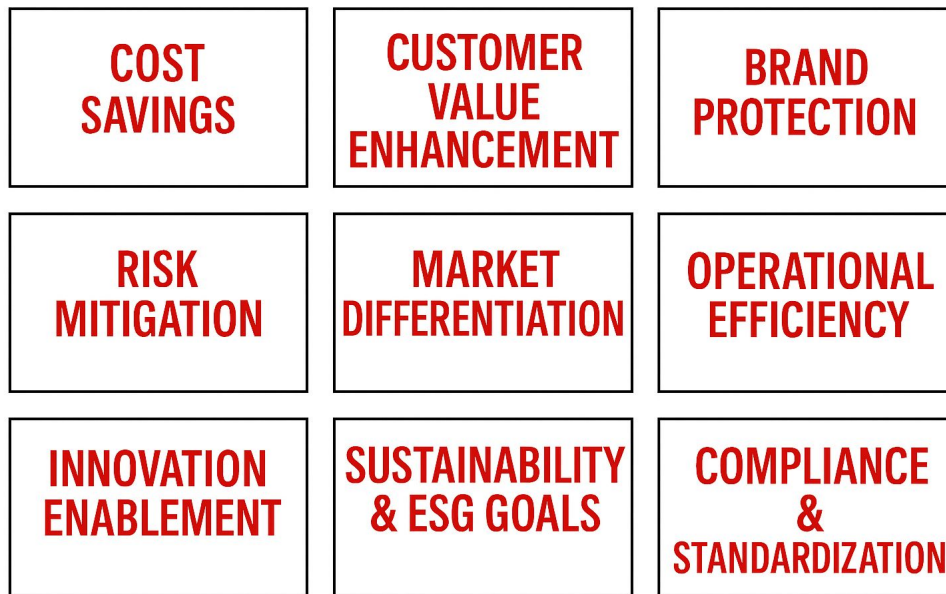 COST
SAVINGS
CUSTOMER
VALUE
ENHANCEMENT
BRAND
PROTECTION
RISK
MITIGATION
MARKET
DIFFERENTIATION
OPERATIONAL
EFFICIENCY
INNOVATION
ENABLEMENT
SUSTAINABILITY
& ESG GOALS
COMPLIANCE
&
STANDARDIZATION